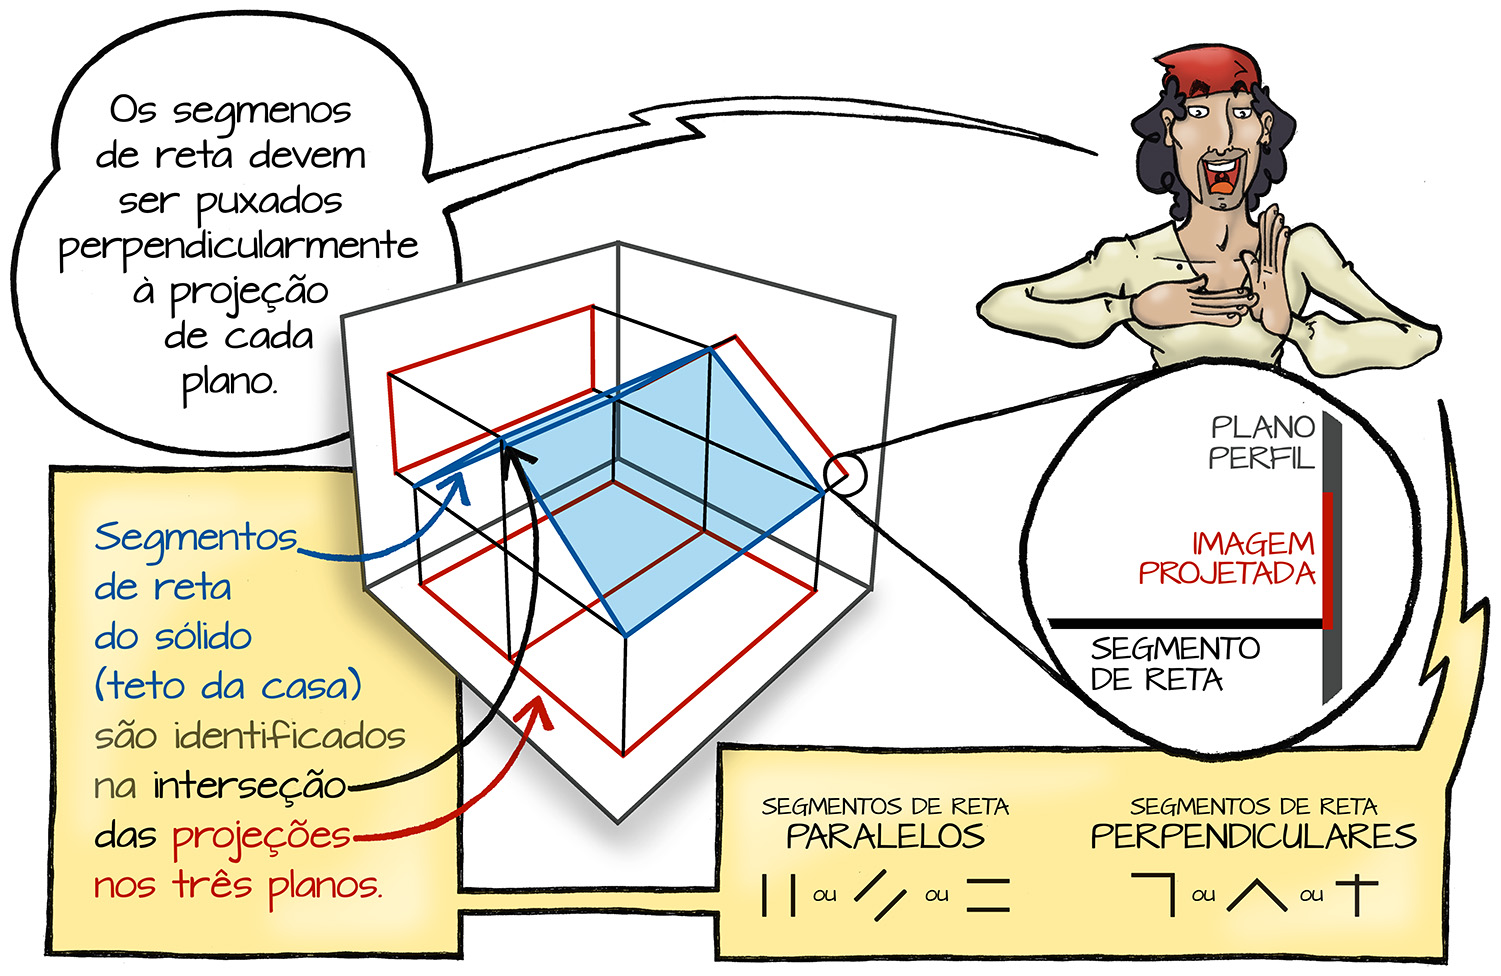 Os segmenos
de reta devem
ser puxados
perpendicularmente
à projeção
de cada
plano.
Segmentos
de reta
do sólido
(teto da casa)
são identificados
na interseção
das projeções
nos três planos.
PLANO
PERFIL
IMAGEM
PROJETADA
SEGMENTO
DE RETA
SEGMENTOS DE RETA
PARALELOS
ou ou
SEGMENTOS DE RETA
PERPENDICULARES
ou ou